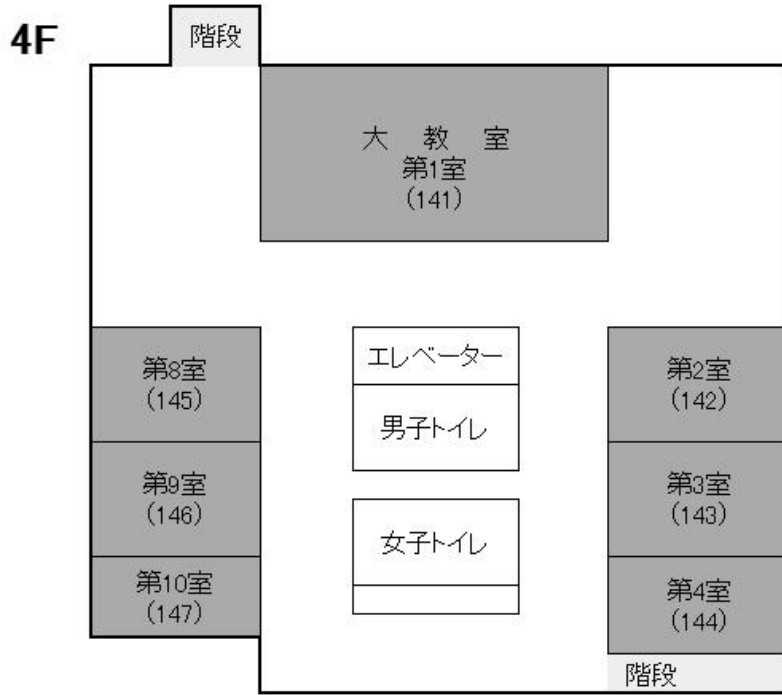 4F
階段
大 教 室
第1室
(141)
エレベーター
男子トイレ
女子トイレ
第8室
(145)
第9室
(146)
第10室
(147)
第2室
(142)
第3室
(143)
第4室
(144)
階段